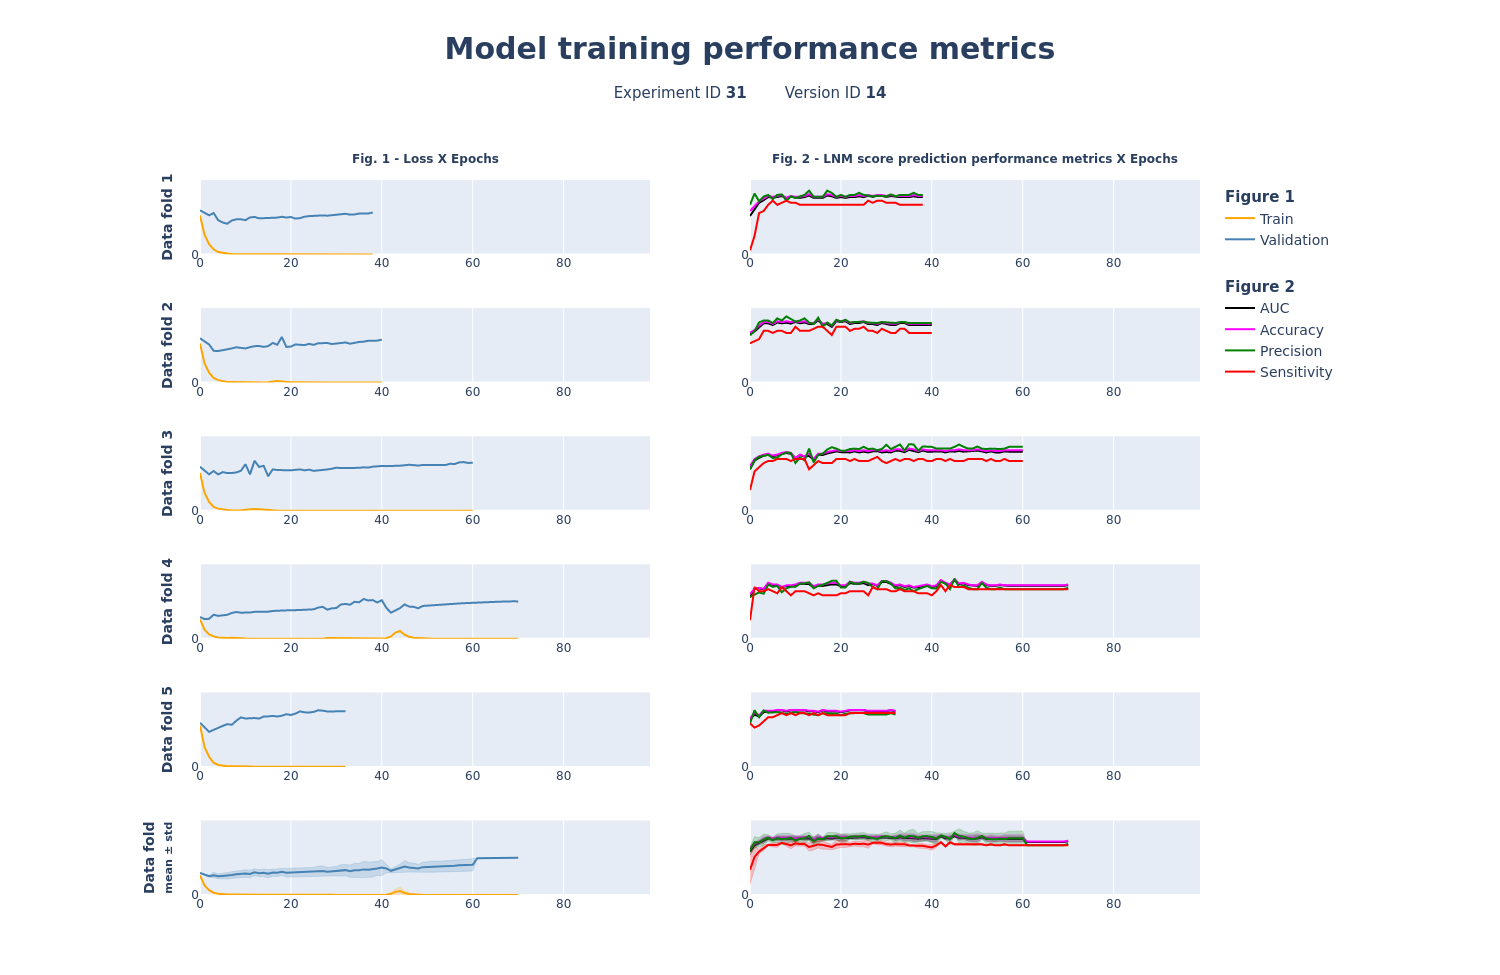 Model training performance metrics
Experiment ID 31 Version ID 14
Fig. 1 - Loss X Epochs
Fig. 2 - LNM score prediction performance metrics X Epochs
Data fold 1
0
0 20 40 60 80
0
0 20 40 60 80
Data fold 2
0
0 20 40 60 80
0
0 20 40 60 80
Data fold 3
0
0 20 40 60 80
0
0 20 40 60 80
Data fold 4
0
0 20 40 60 80
0
0 20 40 60 80
Data fold 5
0
0 20 40 60 80
0
0 20 40 60 80
Data fold
mean ± std
0
0 20 40 60 80
0
0 20 40 60 80
Figure 1
Train
Validation
Figure 2
AUC
Accuracy
Precision
Sensitivity